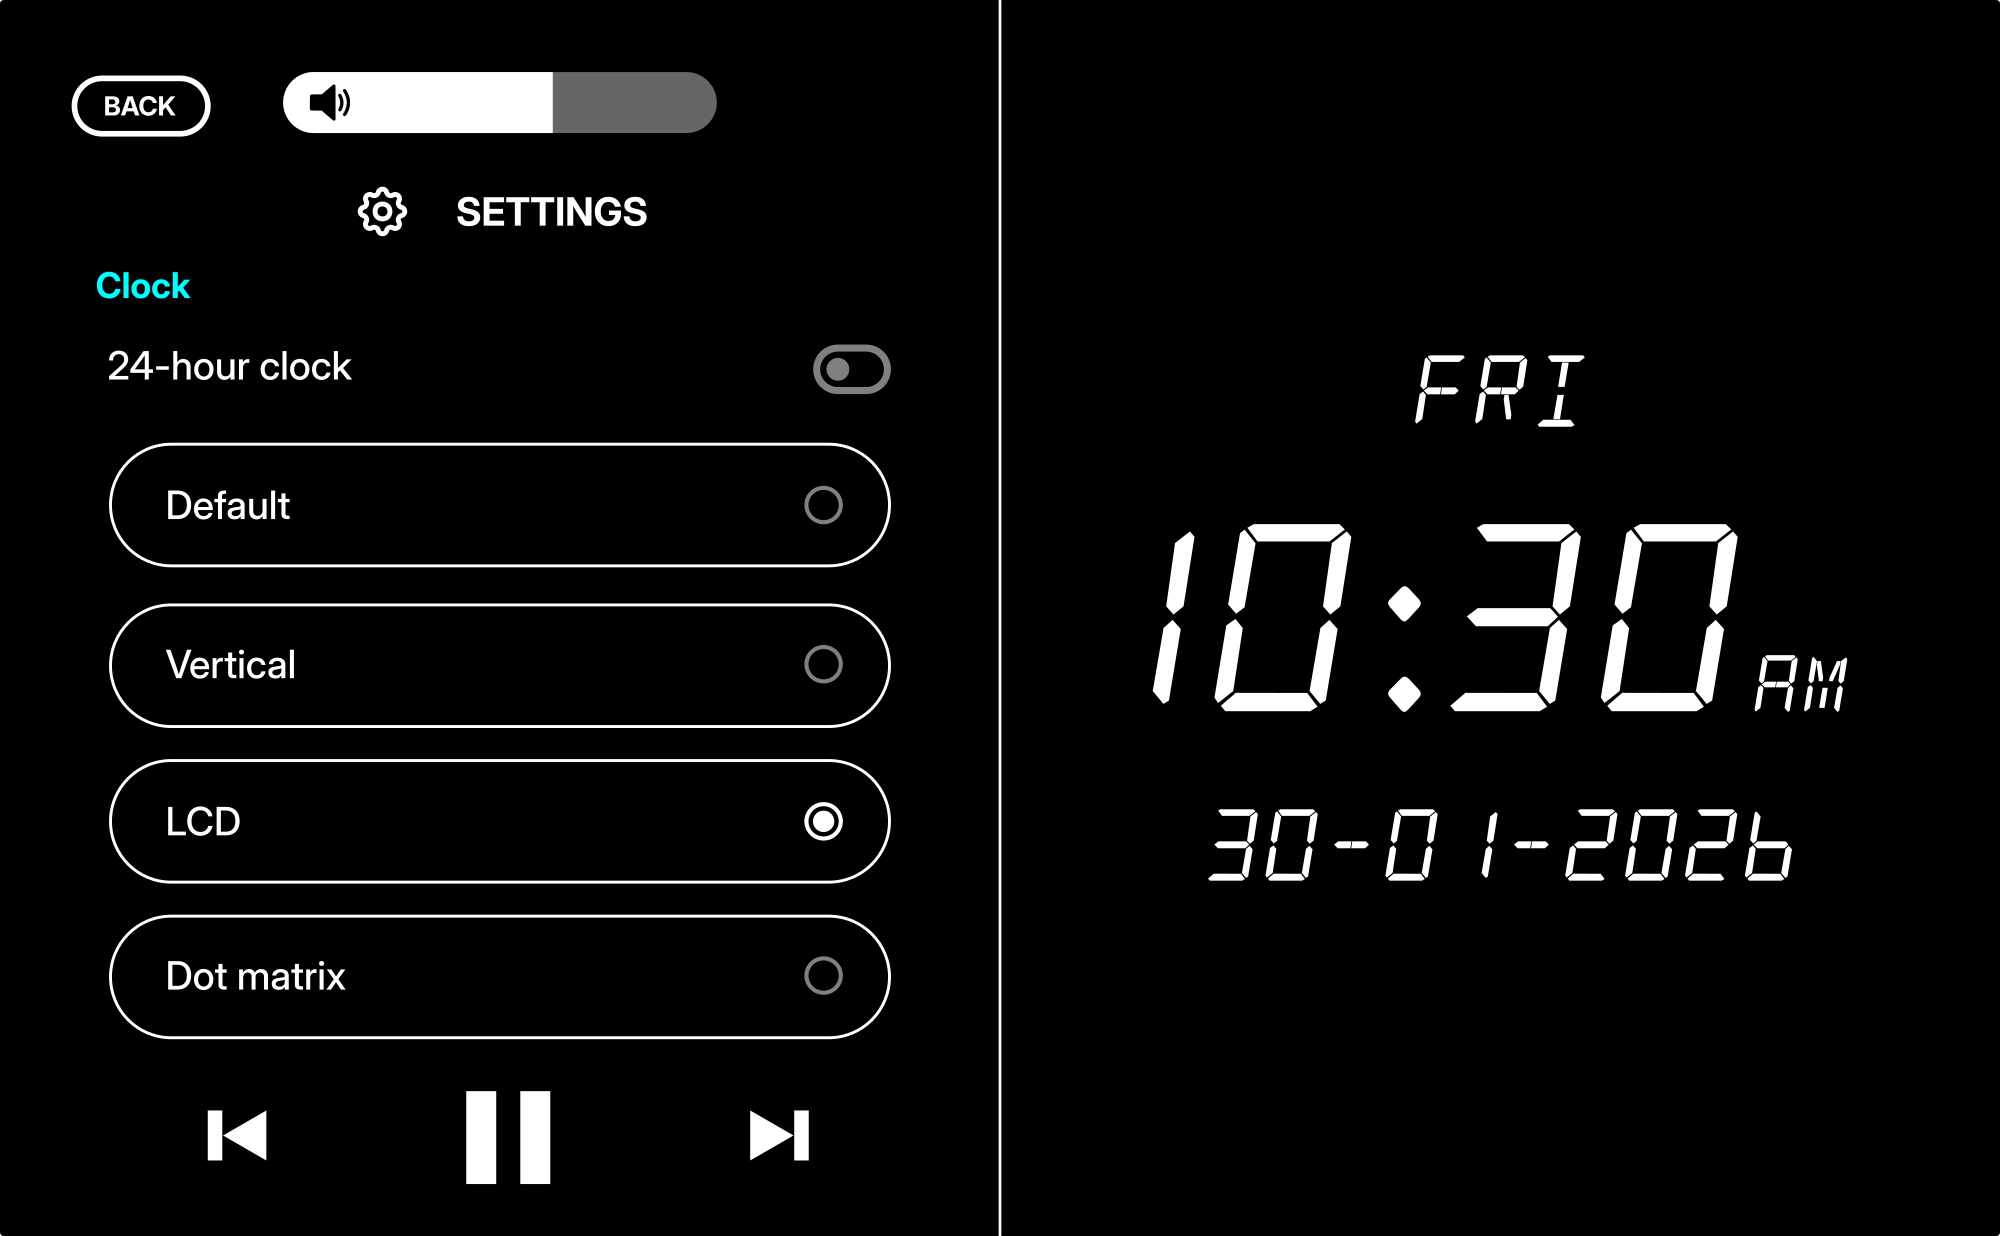 BACK
SETTINGS
Clock
24-hour clock
Default
Vertical
LCD
Dot matrix
FRI
10:30 AM
30-01-2026